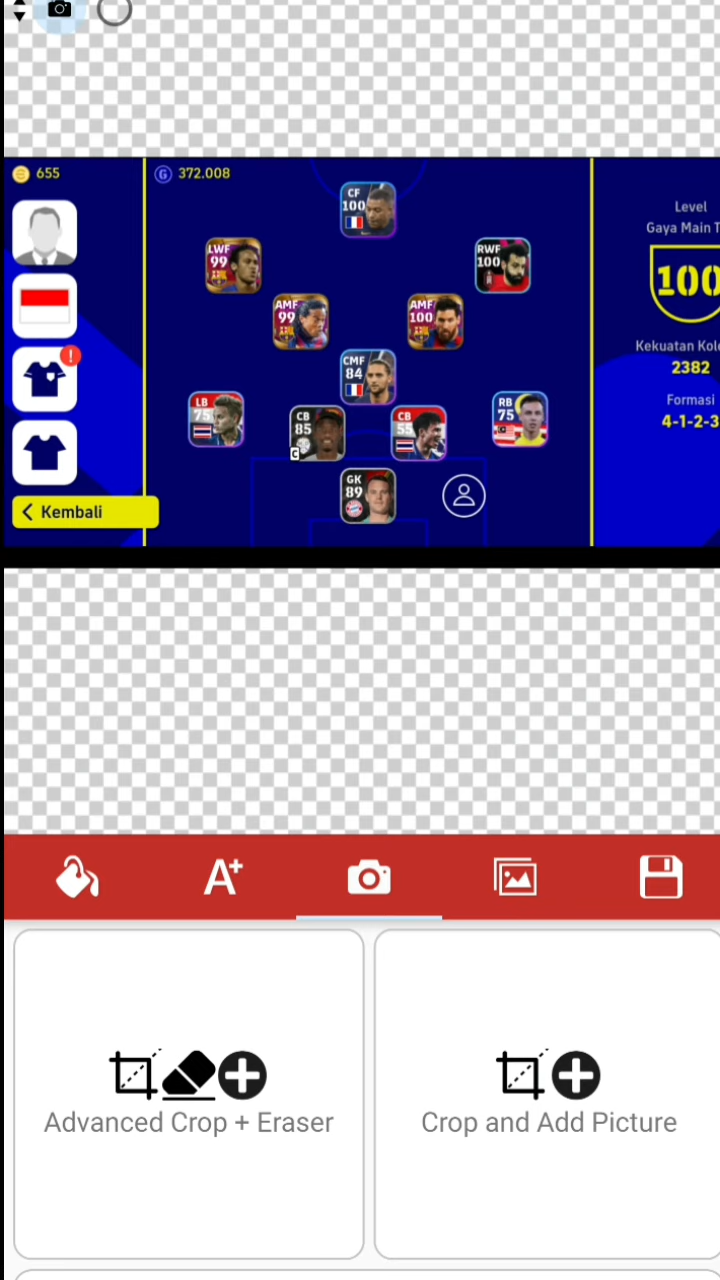 655
G 372.008
CF
100
LWF
99
RWF
100
AMF
99
AMF
100
CMF
84
LB
75
CB
85
C
CB
55
RB
75
GK
89
Level
Gaya Main T
100
Kekuatan Kole
2382
Formasi
4-1-2-3
!
Kembali
A+
Advanced Crop + Eraser
Crop and Add Picture